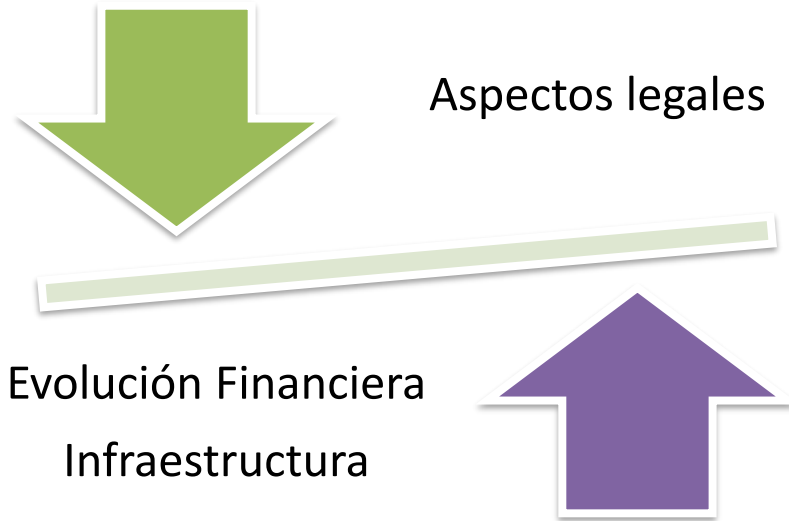 Aspectos legales
Evolución Financiera
Infraestructura